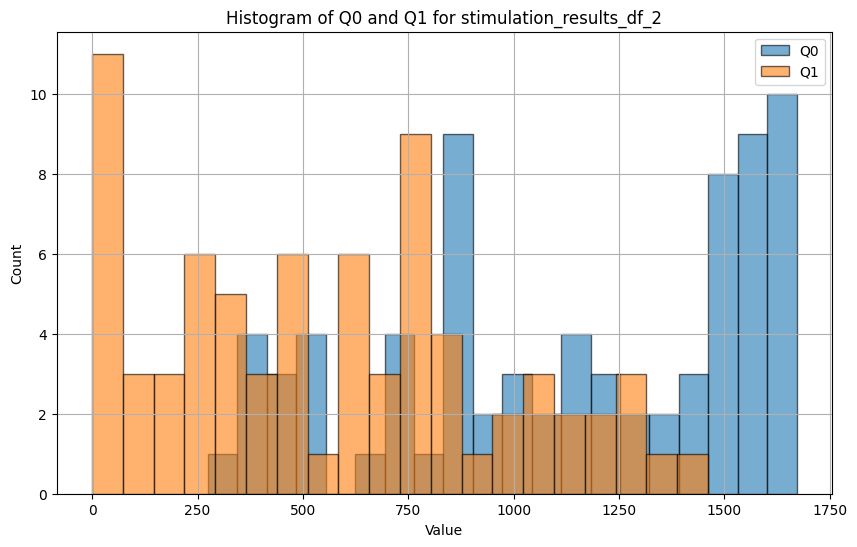 Histogram of Q0 and Q1 for stimulation_results_df_2
Q0
Q1
10
8
6
4
2
0
Count
0 250 500 750 1000 1250 1500 1750
Value